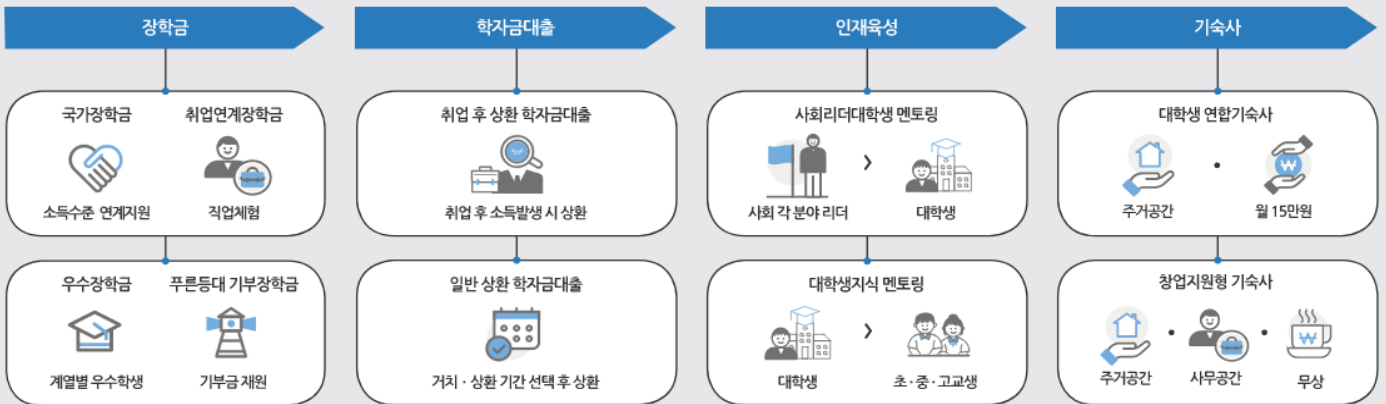 장학금
국가장학금 취업연계장학금
소득수준 연계지원 직업체험
우수장학금 푸른등대 기부장학금
계열별 우수학생 기부금 재원
학자금대출
취업 후 상환 학자금대출
₩
취업 후 소득발생 시 상환
일반 상환 학자금대출
거치 · 상환 기간 선택 후 상환
인재육성
사회리더대학생 멘토링
사회 각 분야 리더 대학생
대학생지식 멘토링
대학생 초·중·고교생
기숙사
대학생 연합기숙사
₩
주거공간 월 15만원
창업지원형 기숙사
₩
주거공간 사무공간 무상